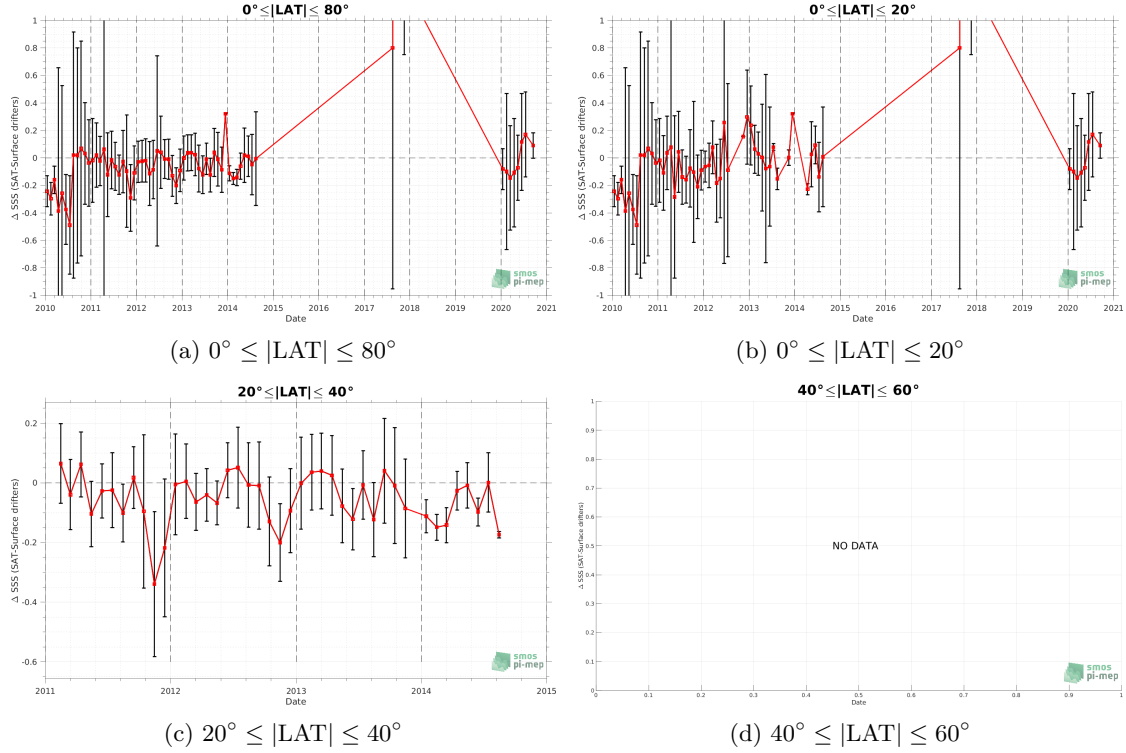 0°≤|LAT|≤ 80°
Δ SSS (SAT-Surface drifters)
1
0.8
0.6
0.4
0.2
0
-0.2
-0.4
-0.6
-0.8
-1
2010 2011 2012 2013 2014 2015 2016 2017 2018 2019 2020 2021
Date
smos
pi-mep
(a) 0° ≤ |LAT| ≤ 80°
0°≤|LAT|≤ 20°
Δ SSS (SAT-Surface drifters)
1
0.8
0.6
0.4
0.2
0
-0.2
-0.4
-0.6
-0.8
-1
2010 2011 2012 2013 2014 2015 2016 2017 2018 2019 2020 2021
Date
smos
pi-mep
(b) 0° ≤ |LAT| ≤ 20°
20°≤|LAT|≤ 40°
Δ SSS (SAT-Surface drifters)
0.2
0
-0.2
-0.4
-0.6
2011 2012 2013 2014 2015
Date
smos
pi-mep
(c) 20° ≤ |LAT| ≤ 40°
40°≤|LAT|≤ 60°
Δ SSS (SAT-Surface drifters)
1
0.9
0.8
0.7
0.6
0.5
0.4
0.3
0.2
0.1
0
NO DATA
0 0.1 0.2 0.3 0.4 0.5 0.6 0.7 0.8 0.9 1
Date
smos
pi-mep
(d) 40° ≤ |LAT| ≤ 60°